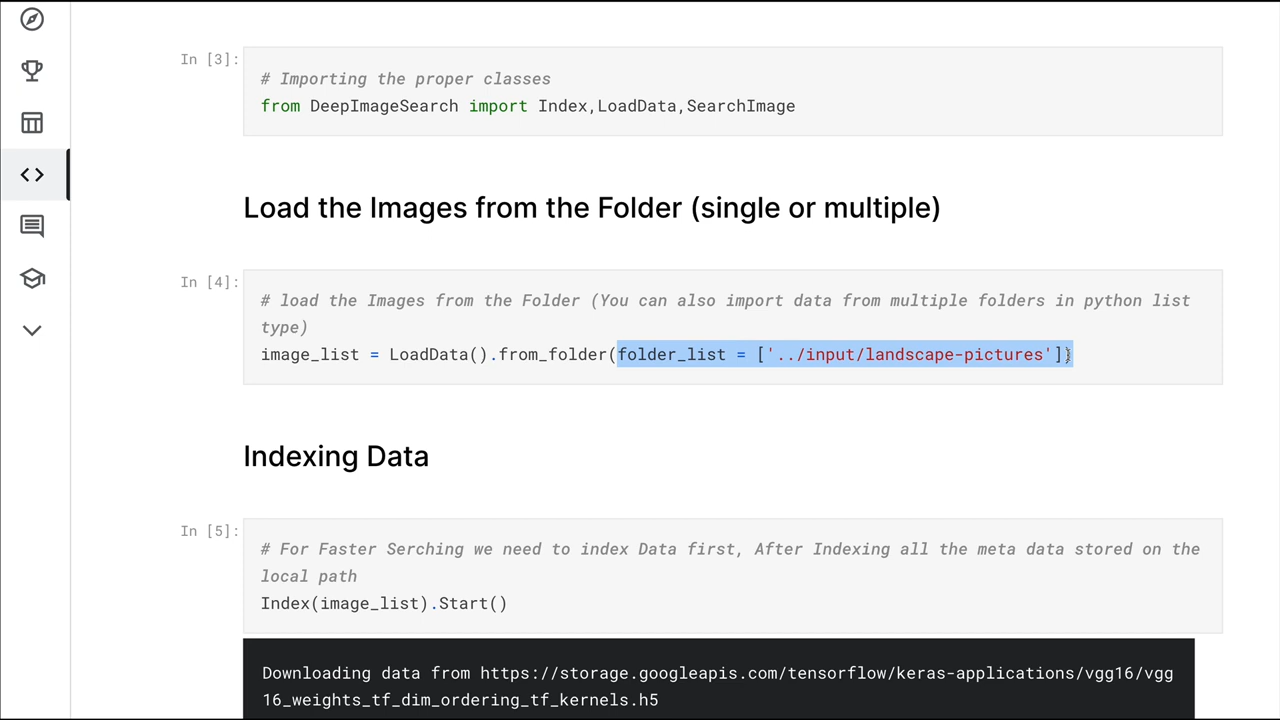 In [3]:
# Importing the proper classes
from DeepImageSearch import Index,LoadData,SearchImage
Load the Images from the Folder (single or multiple)
In [4]:
# load the Images from the Folder (You can also import data from multiple folders in python list
type)
image_list = LoadData().from_folder(folder_list = ['../input/landscape-pictures'])
Indexing Data
In [5]:
# For Faster Serching we need to index Data first, After Indexing all the meta data stored on the
local path
Index(image_list).Start()
Downloading data from https://storage.googleapis.com/tensorflow/keras-applications/vgg16/vgg
16_weights_tf_dim_ordering_tf_kernels.h5